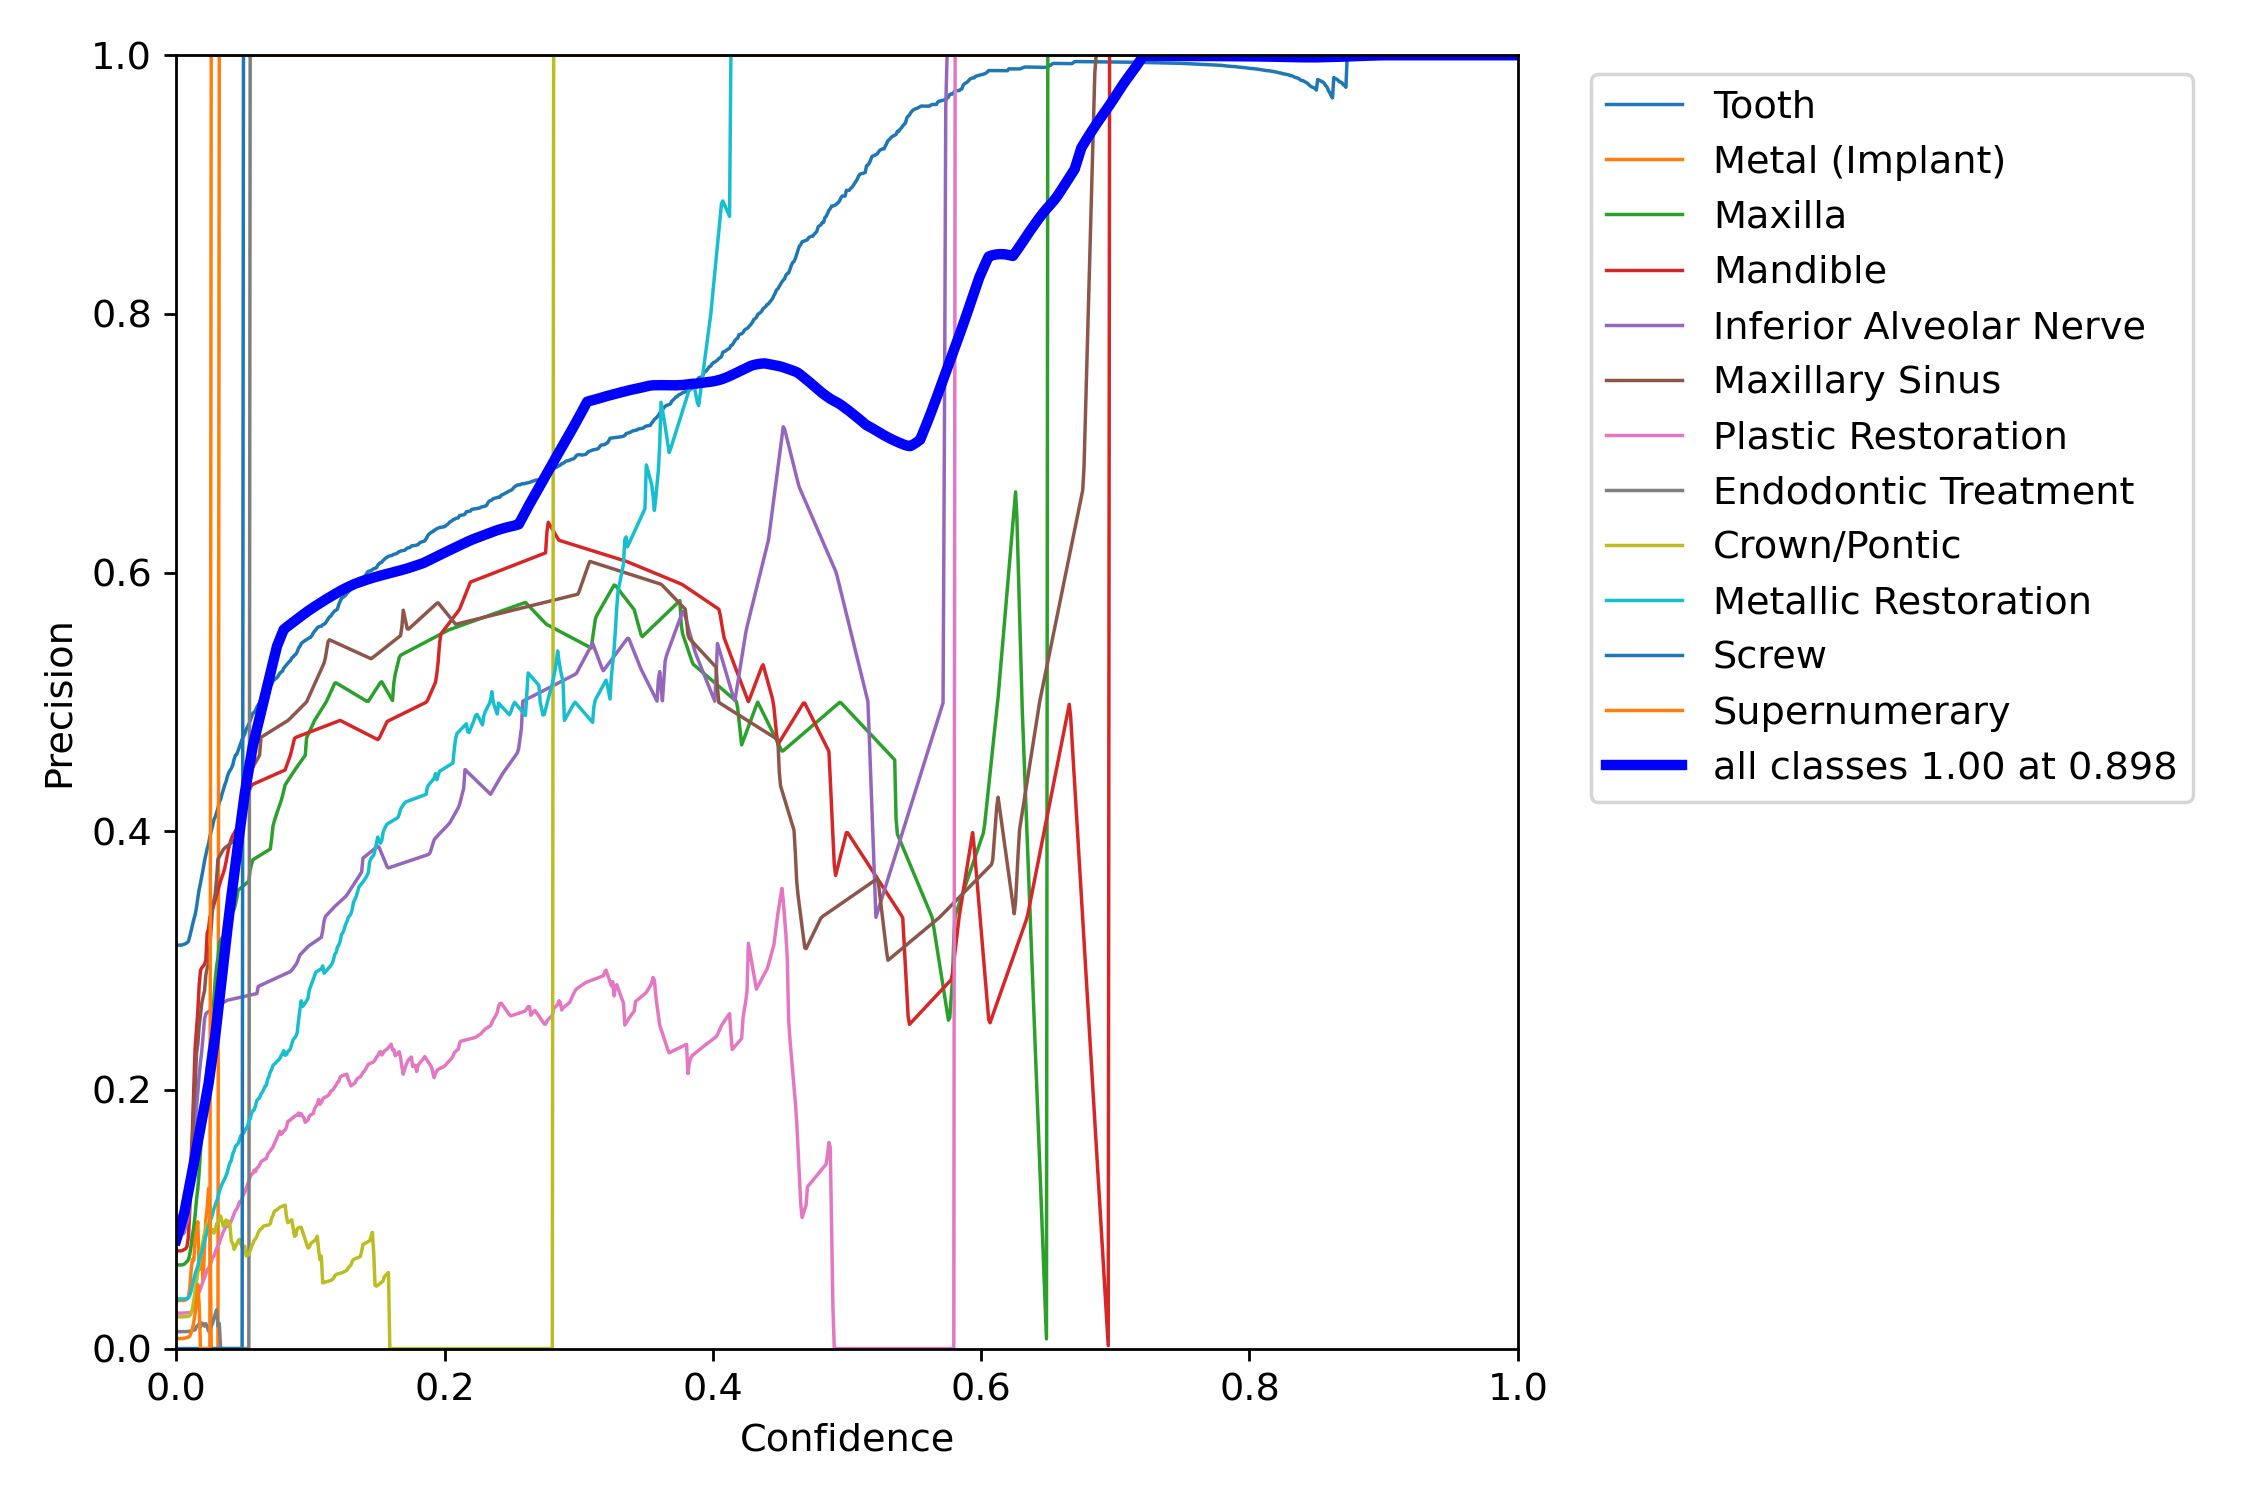 1.0
0.8
0.6
0.4
0.2
0.0
Precision
0.0 0.2 0.4 0.6 0.8 1.0
Confidence
Tooth
Metal (Implant)
Maxilla
Mandible
Inferior Alveolar Nerve
Maxillary Sinus
Plastic Restoration
Endodontic Treatment
Crown/Pontic
Metallic Restoration
Screw
Supernumerary
all classes 1.00 at 0.898